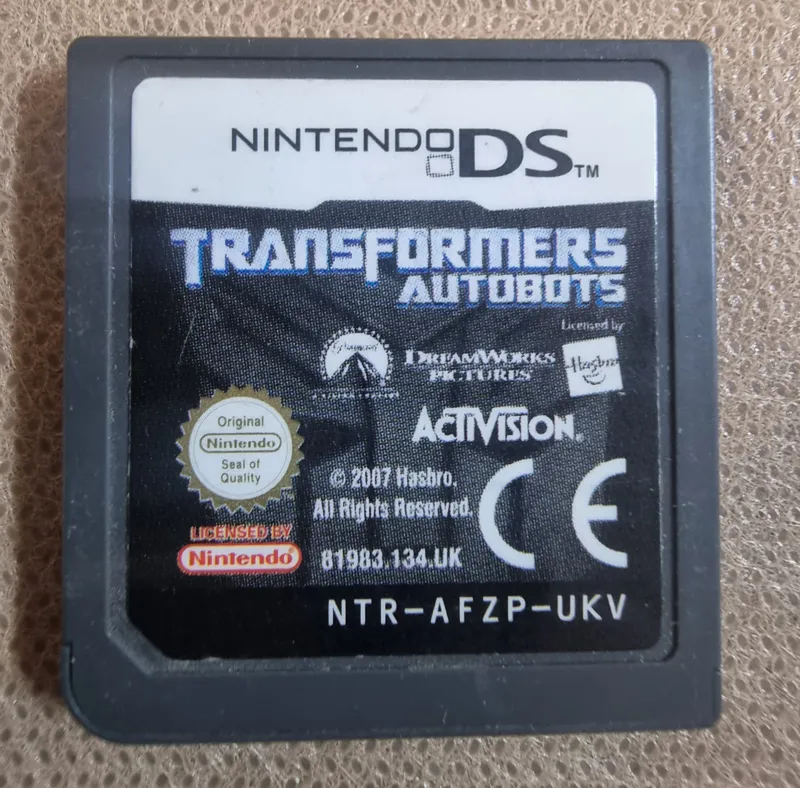 NINTENDO DS TM
TRANSFORMERS
AUTOBOTS
Licensed by
Paramount
DREAMWORKS
PICTURES
Hasbro
ACTIVISION.
Original
Nintendo
Seal of
Quality
© 2007 Hasbro.
All Rights Reserved.
CE
LICENSED BY
Nintendo
81983.134.UK
NTR-AFZP-UKV